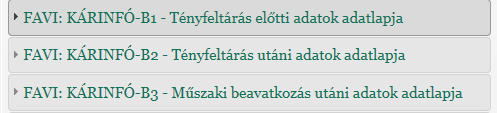 FAVI: KÁRINFÓ-B1 - Tényfeltárás előtti adatok adatlapja
FAVI: KÁRINFÓ-B2 - Tényfeltárás utáni adatok adatlapja
FAVI: KÁRINFÓ-B3 - Műszaki beavatkozás utáni adatok adatlapja